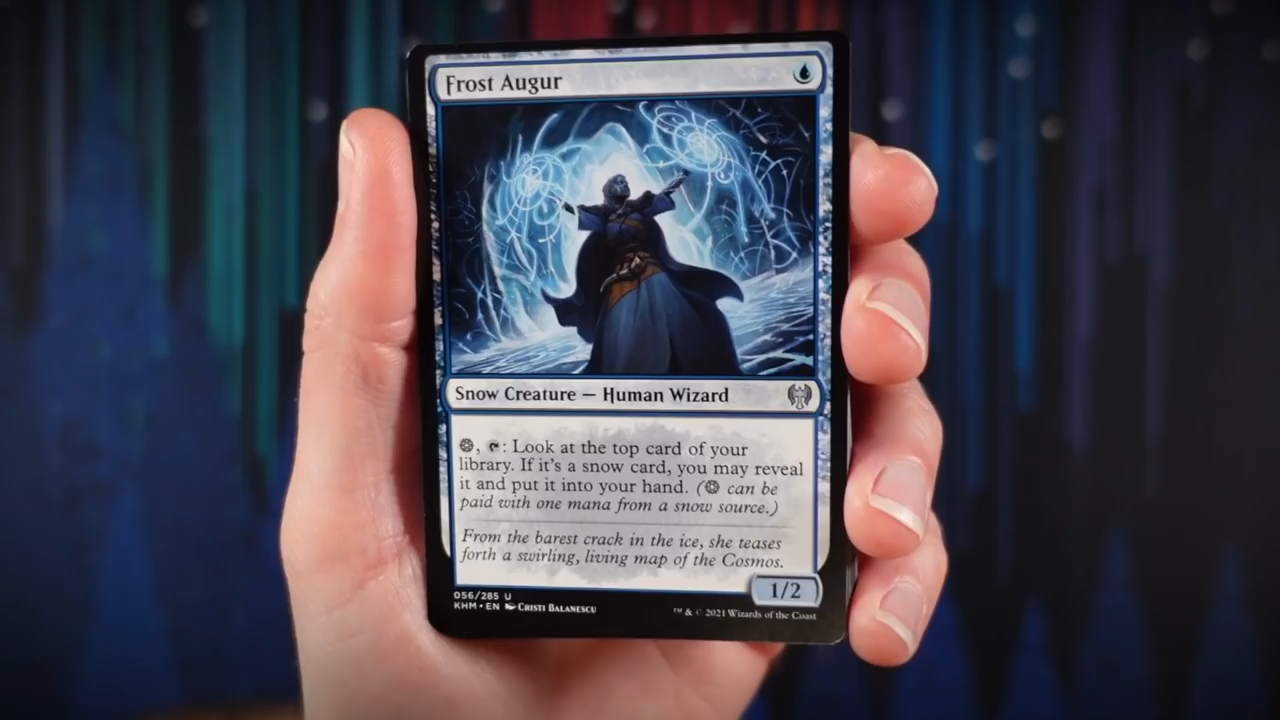 Frost Augur
Snow Creature — Human Wizard
, : Look at the top card of your
library. If it's a snow card, you may reveal
it and put it into your hand. ( can be
paid with one mana from a snow source.)
From the barest crack in the ice, she teases
forth a swirling, living map of the Cosmos.
1/2
056/285 U
KHM • EN Cristi Balanescu
™ & © 2021 Wizards of the Coast